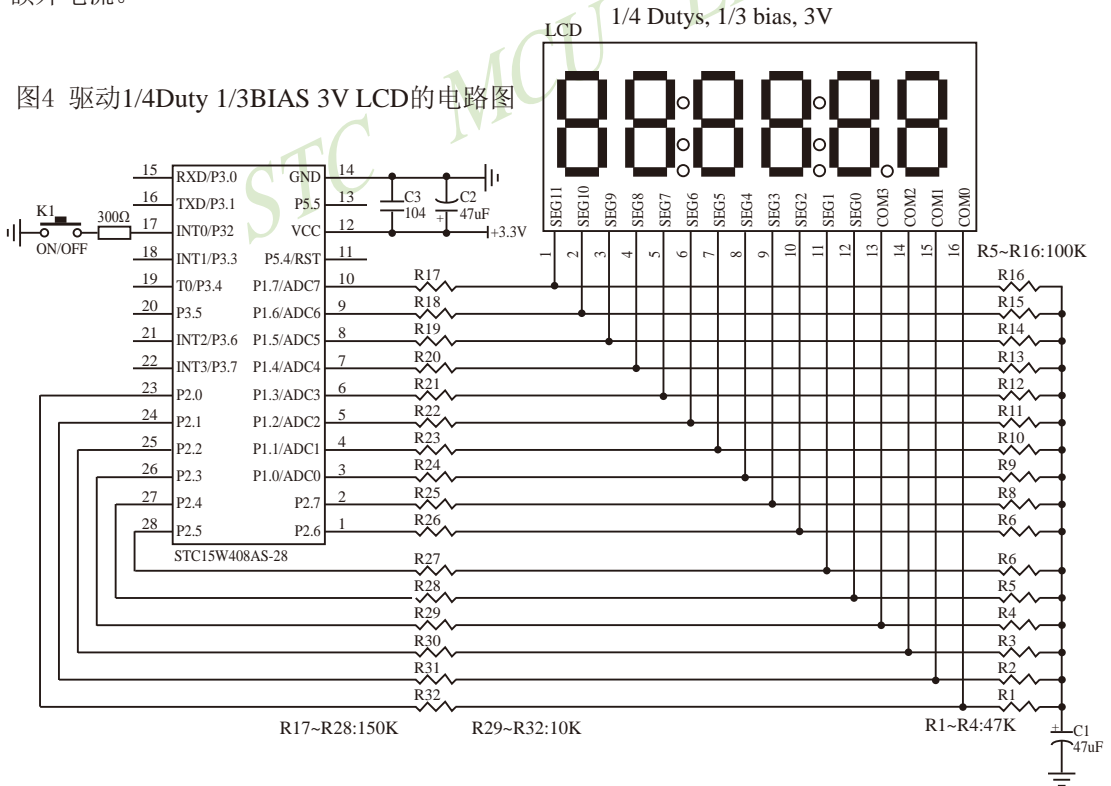 额外电流。
1/4 Dutys, 1/3 bias, 3V
LCD
图4 驱动1/4Duty 1/3BIAS 3V LCD的电路图
STC MCU
SEG11 SEG10 SEG9 SEG8 SEG7 SEG6 SEG5 SEG4 SEG3 SEG2 SEG1 SEG0 COM3 COM2 COM1 COM0
1 2 3 4 5 6 7 8 9 10 11 12 13 14 15 16
R5~R16:100K
15 RXD/P3.0 GND 14
16 TXD/P3.1 P5.5 13
K1 300Ω 17 INT0/P32 VCC 12
ON/OFF
C3 104
C2 47uF
+
+3.3V
18 INT1/P3.3 P5.4/RST 11
19 T0/P3.4 P1.7/ADC7 10 R17 R16
20 P3.5 P1.6/ADC6 9 R18 R15
21 INT2/P3.6 P1.5/ADC5 8 R19 R14
22 INT3/P3.7 P1.4/ADC4 7 R20 R13
23 P2.0 P1.3/ADC3 6 R21 R12
24 P2.1 P1.2/ADC2 5 R22 R11
25 P2.2 P1.1/ADC1 4 R23 R10
26 P2.3 P1.0/ADC0 3 R24 R9
27 P2.4 P2.7 2 R25 R8
28 P2.5 P2.6 1 R26 R6
STC15W408AS-28
R27 R6
R28 R5
R29 R4
R30 R3
R31 R2
R32 R1
R17~R28:150K R29~R32:10K R1~R4:47K
+ C1
47uF